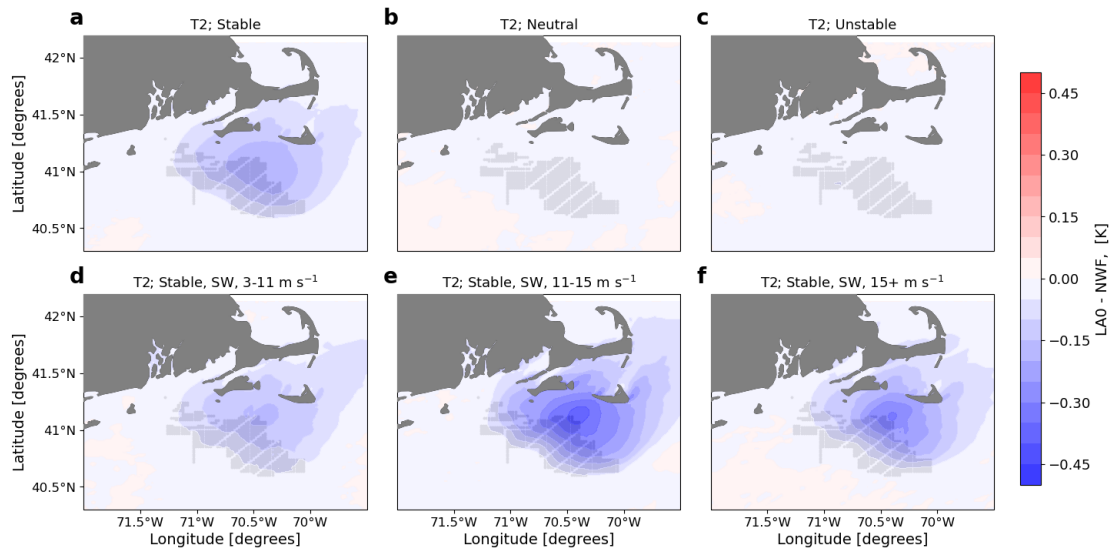 a
T2; Stable
b
T2; Neutral
c
T2; Unstable
42°N
41.5°N
41°N
40.5°N
Latitude [degrees]
d
T2; Stable, SW, 3-11 m s⁻¹
e
T2; Stable, SW, 11-15 m s⁻¹
f
T2; Stable, SW, 15+ m s⁻¹
42°N
41.5°N
41°N
40.5°N
Latitude [degrees]
71.5°W 71°W 70.5°W 70°W
Longitude [degrees]
71.5°W 71°W 70.5°W 70°W
Longitude [degrees]
71.5°W 71°W 70.5°W 70°W
Longitude [degrees]
0.45
0.30
0.15
0.00
−0.15
−0.30
−0.45
LA0 - NWF, [K]